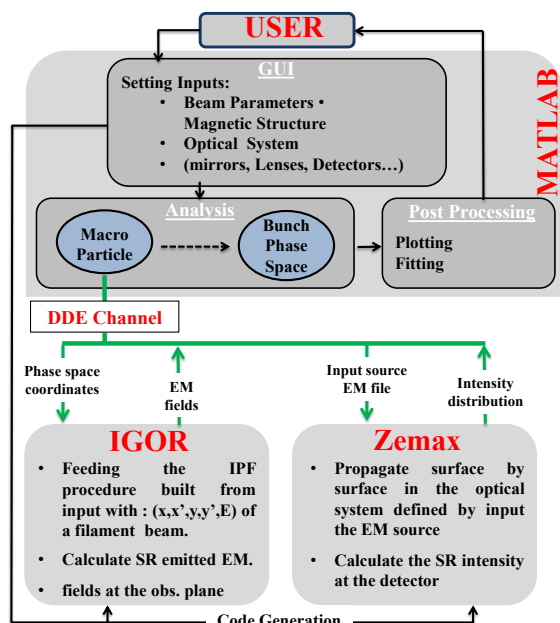 USER
GUI
Setting Inputs:
• Beam Parameters •
Magnetic Structure
• Optical System
• (mirrors, Lenses, Detectors…)
MATLAB
Analysis
Macro
Particle
Bunch
Phase
Space
Post Processing
Plotting
Fitting
DDE Channel
Phase space
coordinates
EM
fields
Input source
EM file
Intensity
distribution
IGOR
• Feeding the IPF
procedure built from
input with : (x,x’,y,y’,E) of
a filament beam.
• Calculate SR emitted EM.
• fields at the obs. plane
Zemax
• Propagate surface by
surface in the optical
system defined by input
the EM source
• Calculate the SR intensity
at the detector
Code Generation